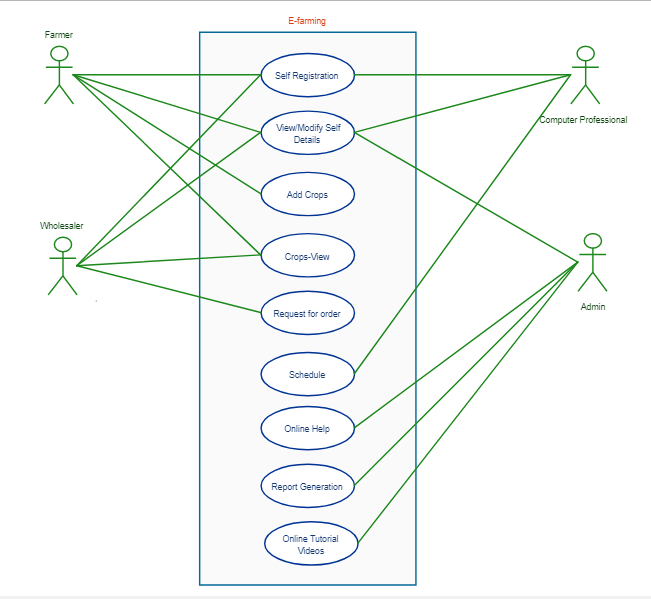 E-farming
Farmer
Self Registration
Computer Professional
View/Modify Self
Details
Add Crops
Wholesaler
Crops-View
Admin
Request for order
Schedule
Online Help
Report Generation
Online Tutorial
Videos